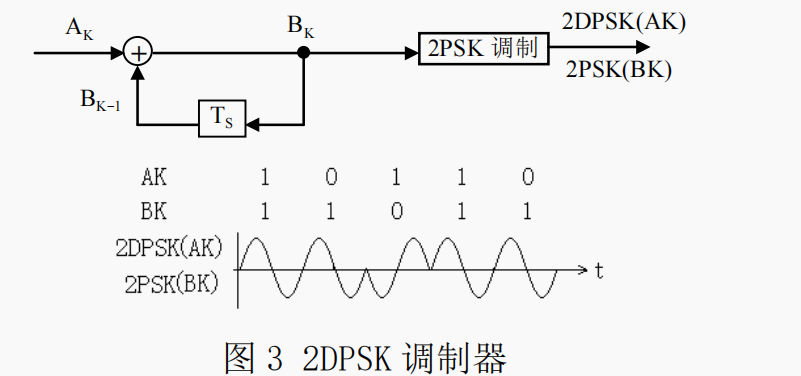 A_K + B_K 2PSK 调制 2DPSK(AK)
2PSK(BK)
B_{K-1} T_S
AK 1 0 1 1 0
BK 1 1 0 1 1
2DPSK(AK)
2PSK(BK) t
图 3 2DPSK 调制器